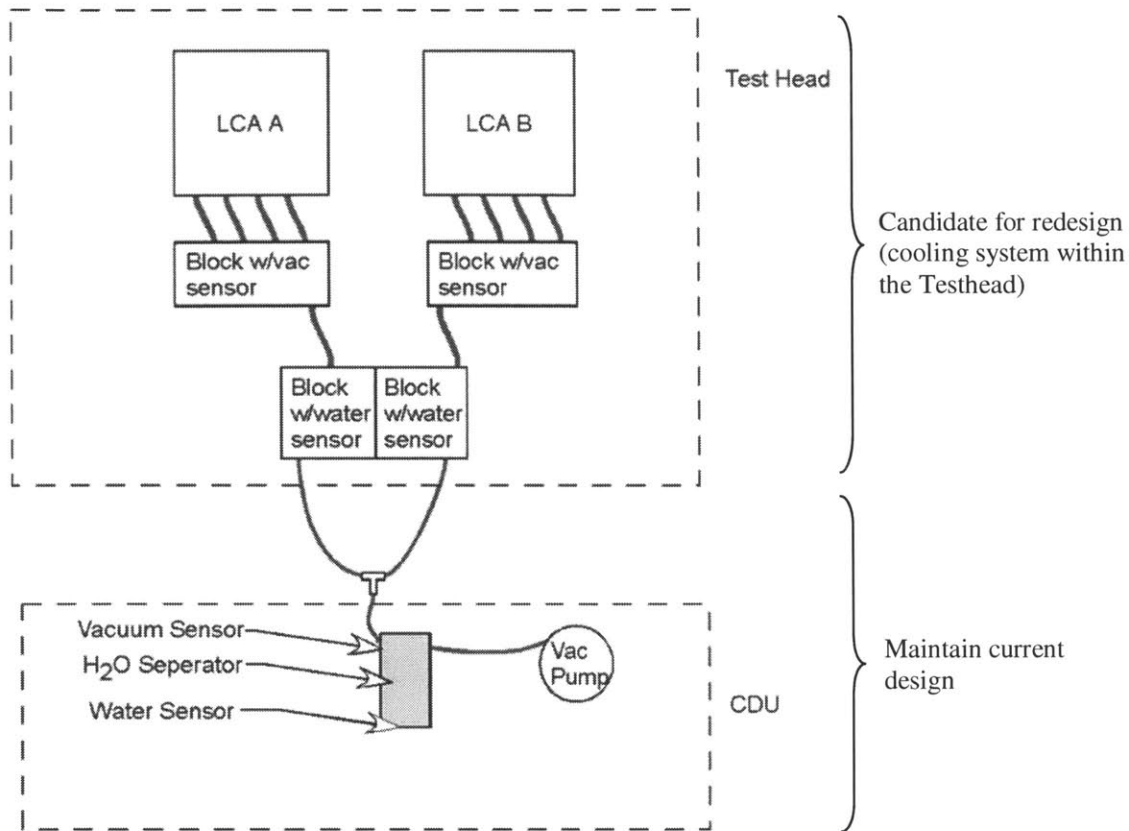 LCA A
LCA B
Test Head
Block w/vac
sensor
Block w/vac
sensor
Candidate for redesign
(cooling system within
the Testhead)
Block
w/water
sensor
Block
w/water
sensor
Vacuum Sensor
H₂O Seperator
Water Sensor
Vac
Pump
CDU
Maintain current
design